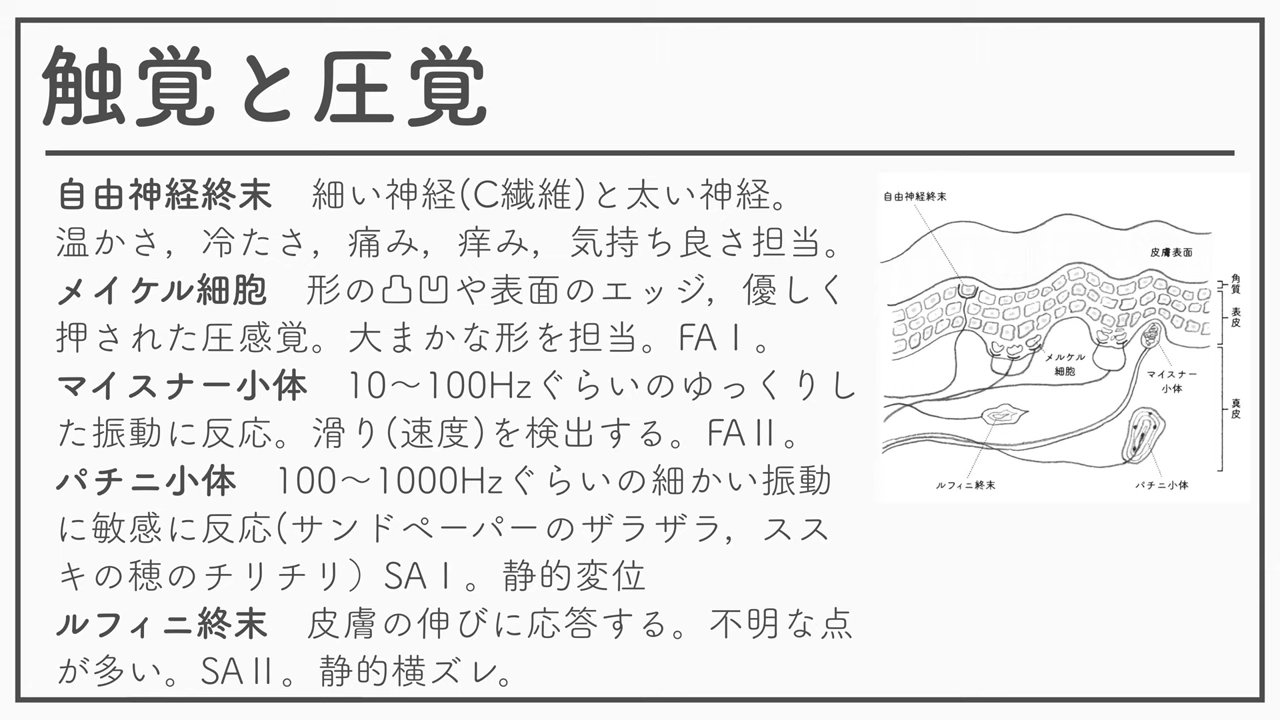 触覚と圧覚
自由神経終末　細い神経(C繊維)と太い神経。
温かさ，冷たさ，痛み，痒み，気持ち良さ担当。
メイケル細胞　形の凸凹や表面のエッジ，優しく
押された圧感覚。大まかな形を担当。FAⅠ。
マイスナー小体　10〜100Hzぐらいのゆっくりし
た振動に反応。滑り(速度)を検出する。FAⅡ。
パチニ小体　100〜1000Hzぐらいの細かい振動
に敏感に反応(サンドペーパーのザラザラ，スス
キの穂のチリチリ）SAⅠ。静的変位
ルフィニ終末　皮膚の伸びに応答する。不明な点
が多い。SAⅡ。静的横ズレ。
自由神経終末
皮膚表面
角質
表皮
メルケル
細胞
マイスナー
小体
真皮
ルフィニ終末
パチニ小体